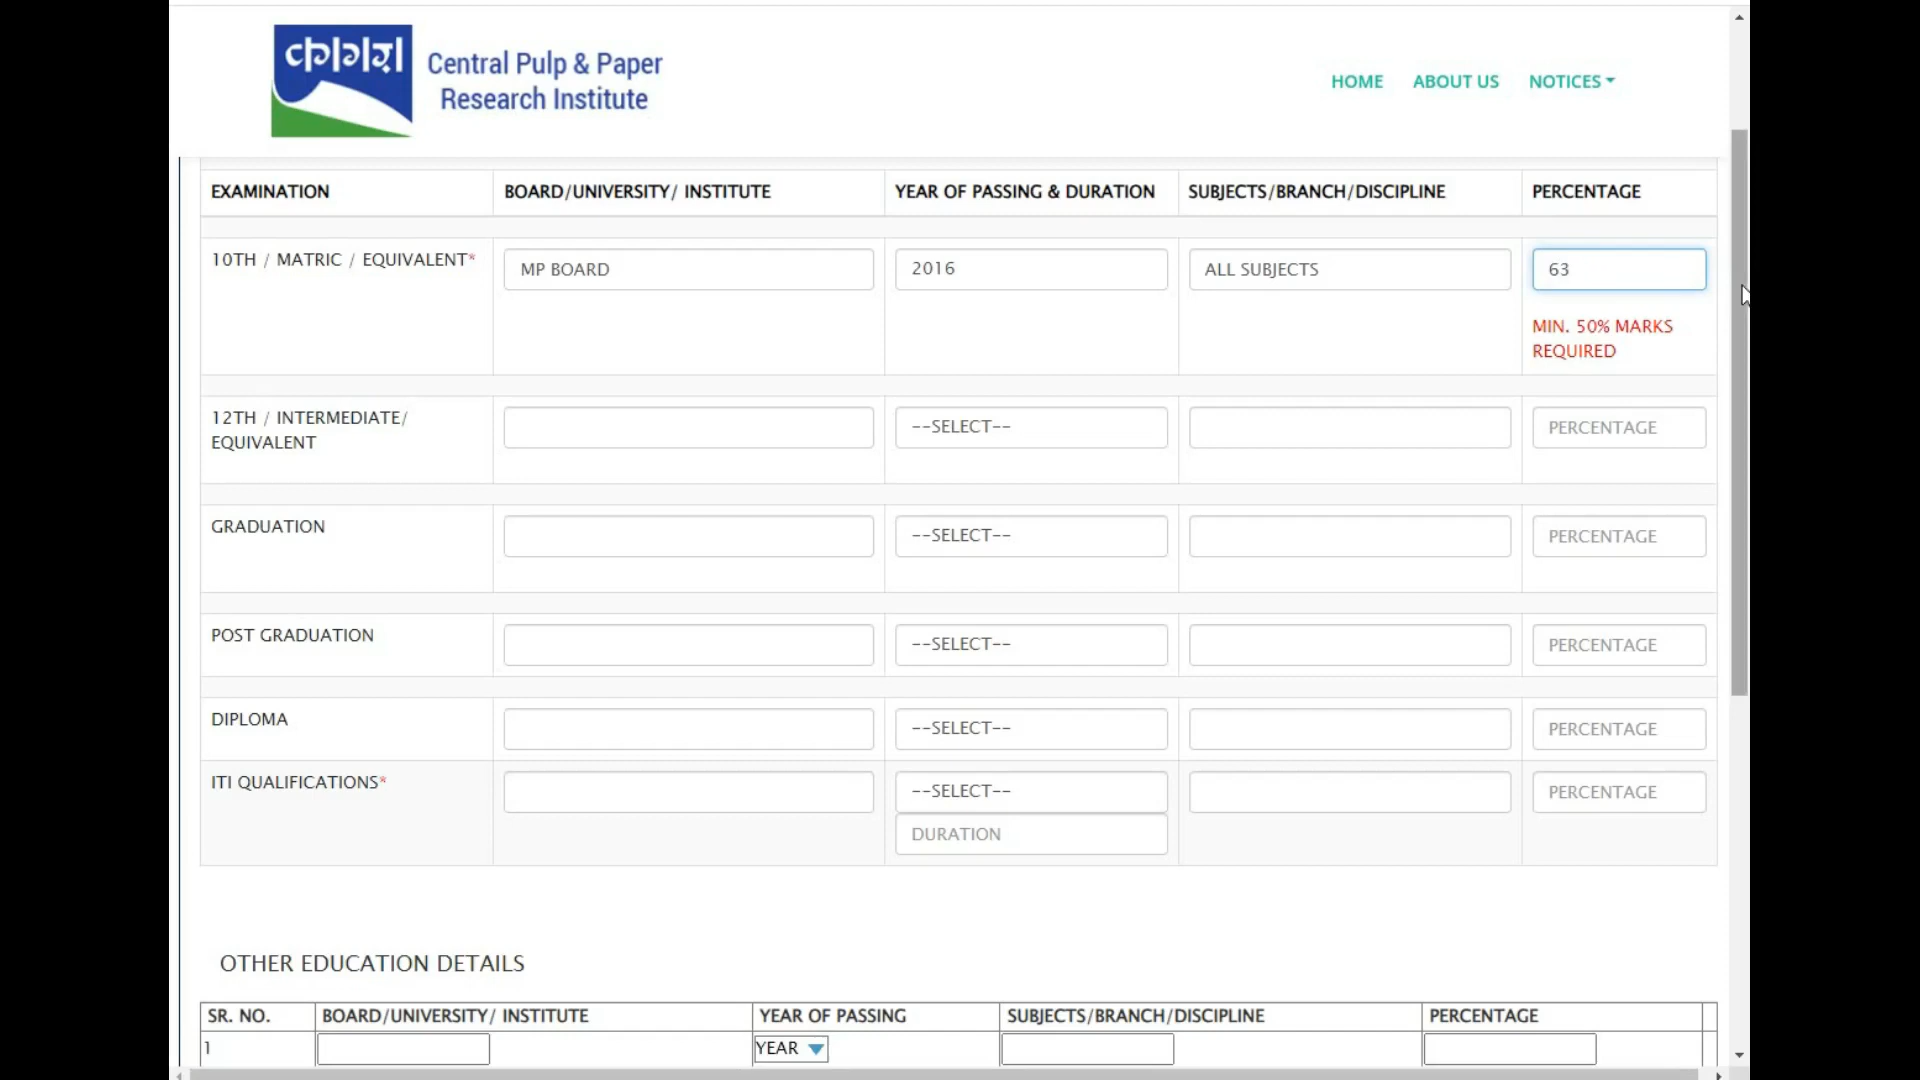 कागरा
Central Pulp & Paper
Research Institute
HOME ABOUT US NOTICES
EXAMINATION BOARD/UNIVERSITY/ INSTITUTE YEAR OF PASSING & DURATION SUBJECTS/BRANCH/DISCIPLINE PERCENTAGE
10TH / MATRIC / EQUIVALENT* MP BOARD 2016 ALL SUBJECTS 63
MIN. 50% MARKS
REQUIRED
12TH / INTERMEDIATE/
EQUIVALENT --SELECT-- PERCENTAGE
GRADUATION --SELECT-- PERCENTAGE
POST GRADUATION --SELECT-- PERCENTAGE
DIPLOMA --SELECT-- PERCENTAGE
ITI QUALIFICATIONS* --SELECT-- PERCENTAGE
DURATION
OTHER EDUCATION DETAILS
SR. NO. BOARD/UNIVERSITY/ INSTITUTE YEAR OF PASSING SUBJECTS/BRANCH/DISCIPLINE PERCENTAGE
1 YEAR